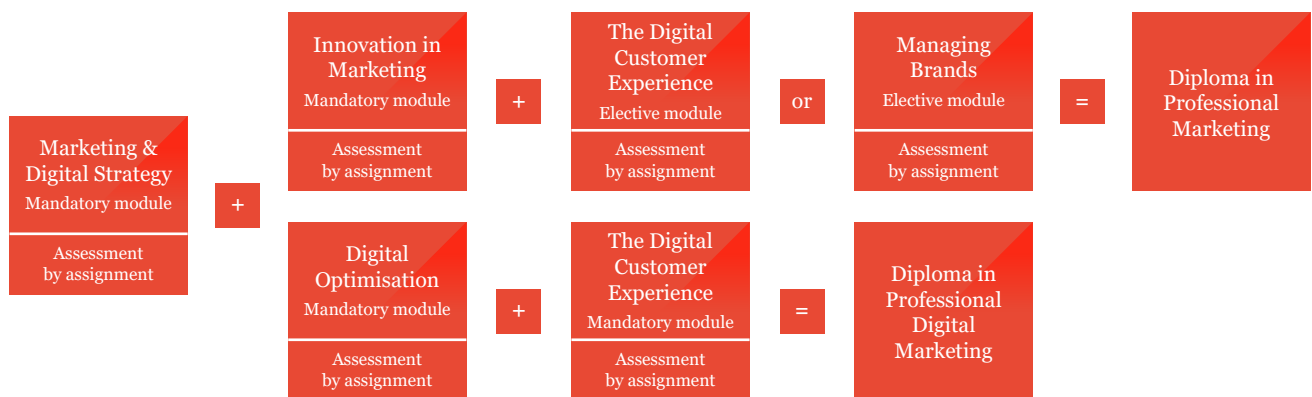 Marketing &
Digital Strategy
Mandatory module
Assessment
by assignment
+
Innovation in
Marketing
Mandatory module
Assessment
by assignment
+
The Digital
Customer
Experience
Elective module
Assessment
by assignment
or
Managing
Brands
Elective module
Assessment
by assignment
=
Diploma in
Professional
Marketing
Digital
Optimisation
Mandatory module
Assessment
by assignment
+
The Digital
Customer
Experience
Mandatory module
Assessment
by assignment
=
Diploma in
Professional
Digital
Marketing